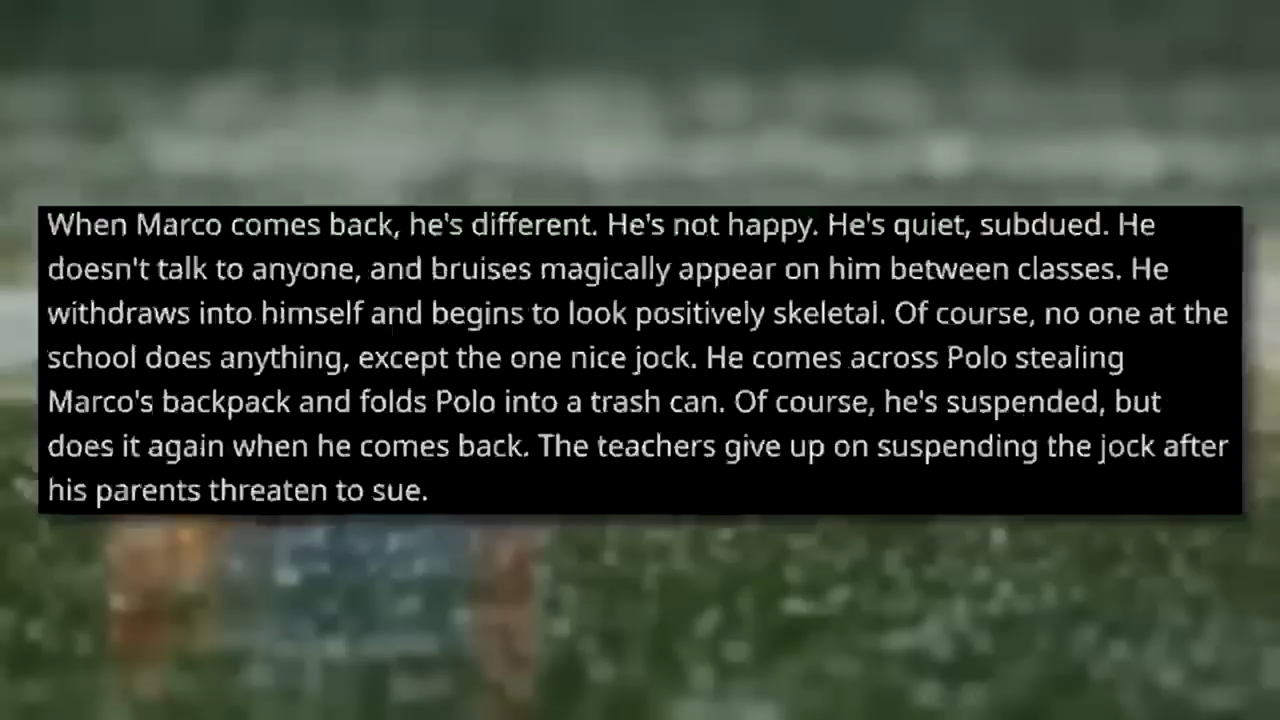 When Marco comes back, he's different. He's not happy. He's quiet, subdued. He
doesn't talk to anyone, and bruises magically appear on him between classes. He
withdraws into himself and begins to look positively skeletal. Of course, no one at the
school does anything, except the one nice jock. He comes across Polo stealing
Marco's backpack and folds Polo into a trash can. Of course, he's suspended, but
does it again when he comes back. The teachers give up on suspending the jock after
his parents threaten to sue.